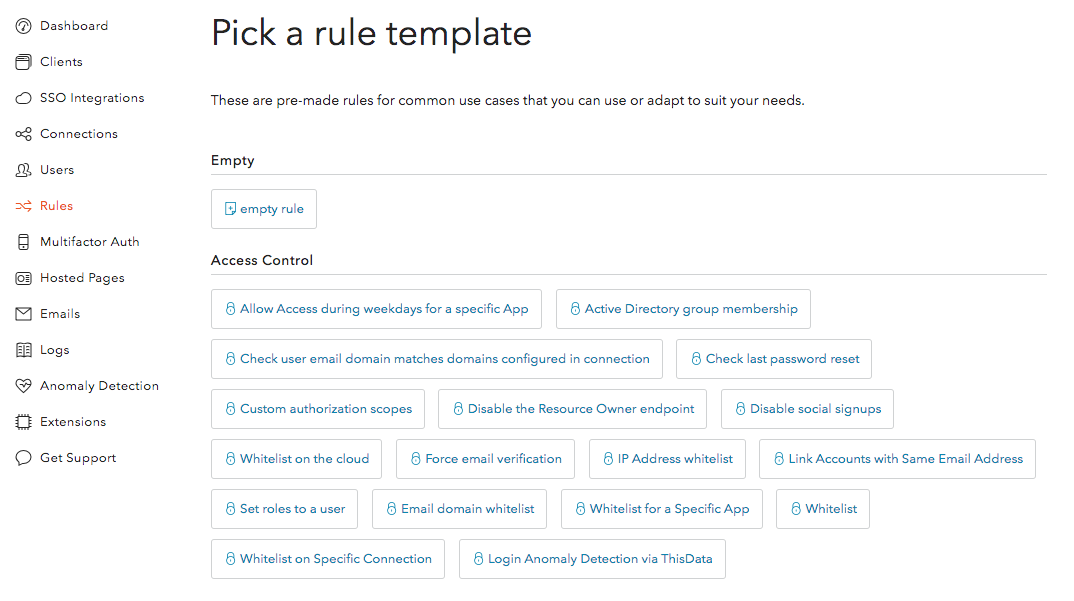 Dashboard
Clients
SSO Integrations
Connections
Users
Rules
Multifactor Auth
Hosted Pages
Emails
Logs
Anomaly Detection
Extensions
Get Support
Pick a rule template
These are pre-made rules for common use cases that you can use or adapt to suit your needs.
Empty
empty rule
Access Control
Allow Access during weekdays for a specific App
Active Directory group membership
Check user email domain matches domains configured in connection
Check last password reset
Custom authorization scopes
Disable the Resource Owner endpoint
Disable social signups
Whitelist on the cloud
Force email verification
IP Address whitelist
Link Accounts with Same Email Address
Set roles to a user
Email domain whitelist
Whitelist for a Specific App
Whitelist
Whitelist on Specific Connection
Login Anomaly Detection via ThisData